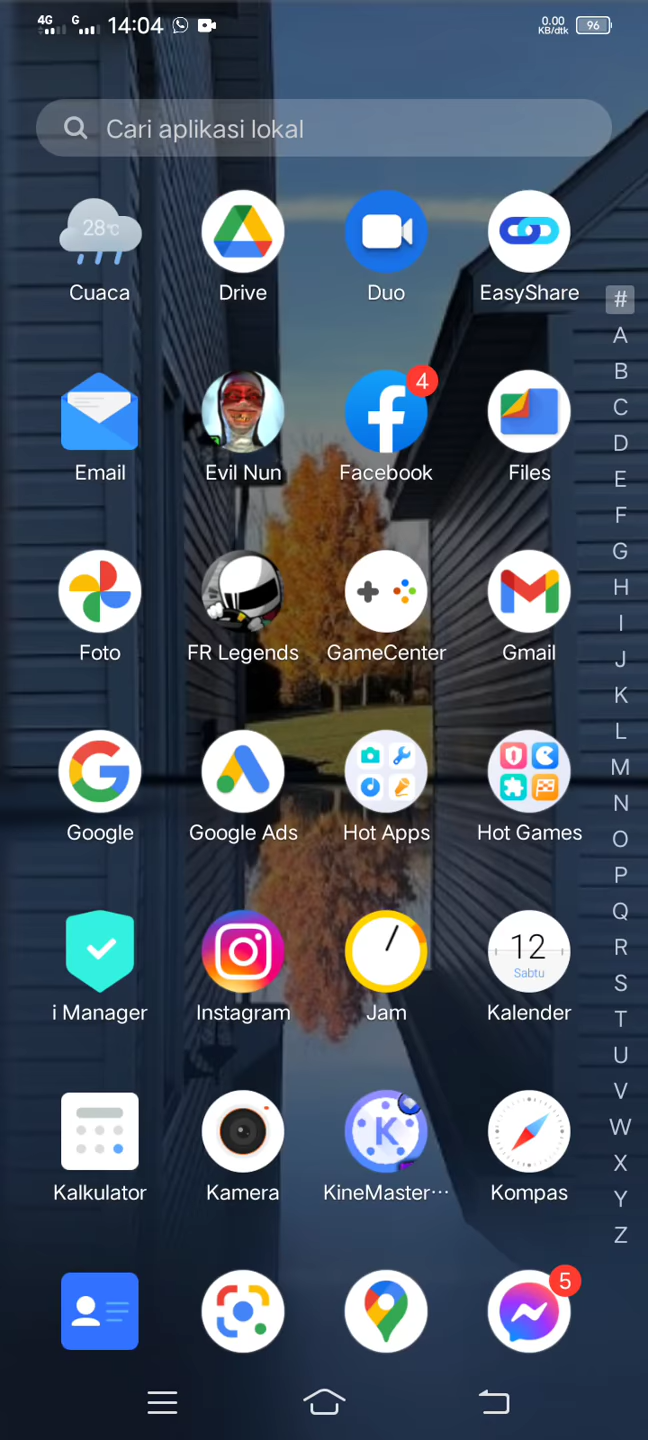 4G G 14:04 0.00 KB/dtk 96
Cari aplikasi lokal
28°C
Cuaca Drive Duo EasyShare
#
A
B
4
Email Evil Nun Facebook Files
C
D
E
F
G
H
I
Foto FR Legends GameCenter Gmail
J
K
L
M
N
Google Google Ads Hot Apps Hot Games
O
P
Q
R
12
Sabtu
S
i Manager Instagram Jam Kalender
T
U
V
K
W
X
Kalkulator Kamera KineMaster… Kompas
Y
Z
5